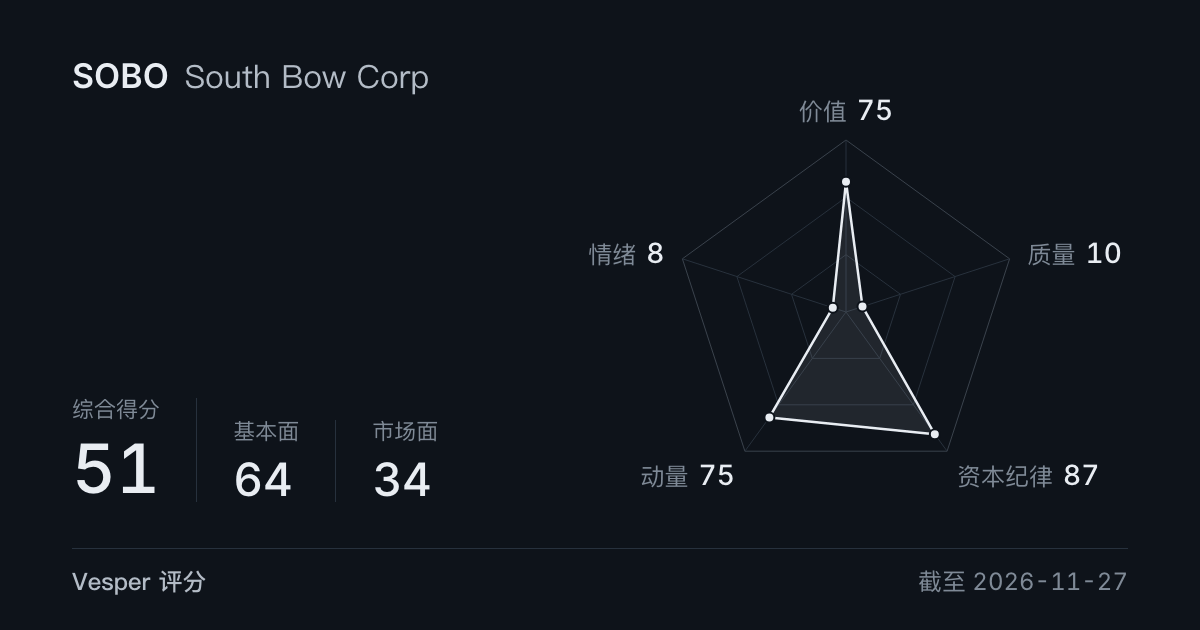 SOBO South Bow Corp
价值 75
情绪 8
质量 10
动量 75
资本纪律 87
综合得分
51
基本面
64
市场面
34
Vesper 评分
截至 2026-11-27